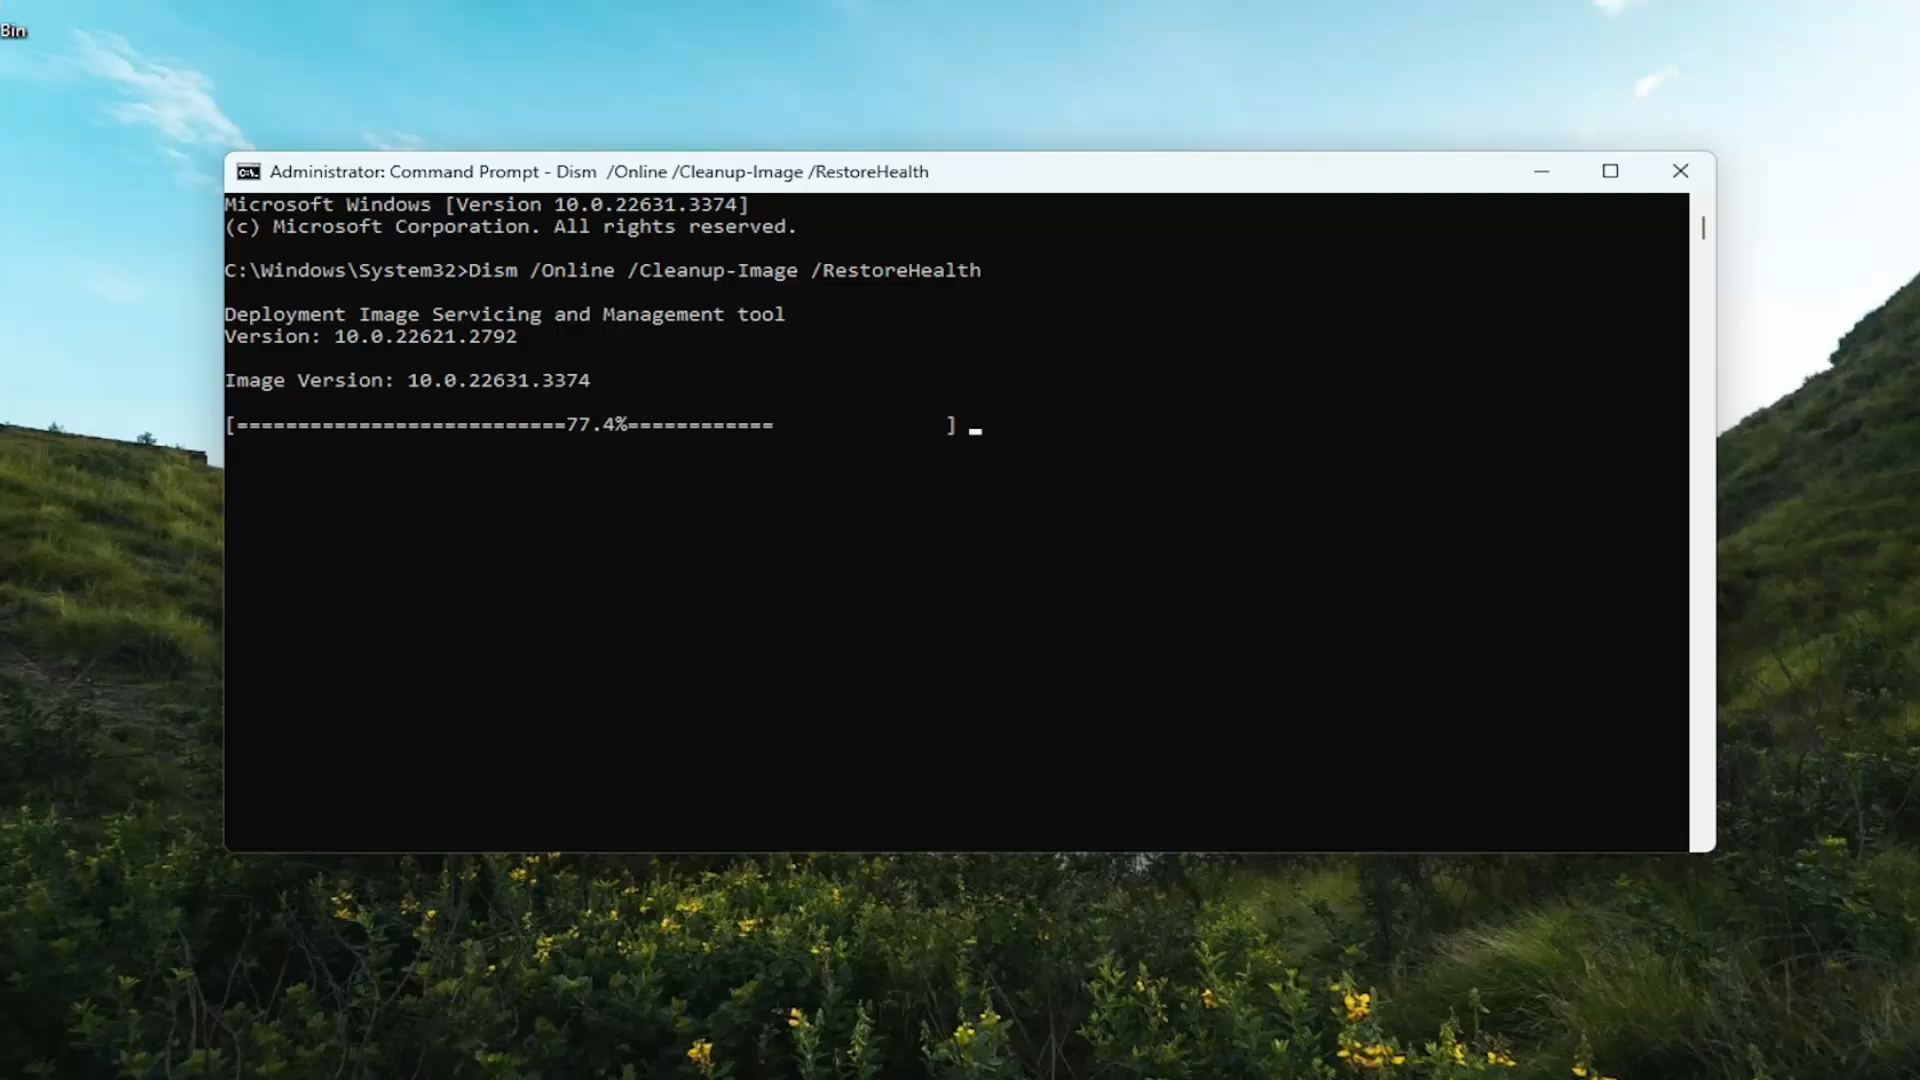 Bin
Administrator: Command Prompt - Dism  /Online /Cleanup-Image /RestoreHealth
Microsoft Windows [Version 10.0.22631.3374]
(c) Microsoft Corporation. All rights reserved.
C:\Windows\System32>Dism /Online /Cleanup-Image /RestoreHealth
Deployment Image Servicing and Management tool
Version: 10.0.22621.2792
Image Version: 10.0.22631.3374
[===========================77.4%============              ]